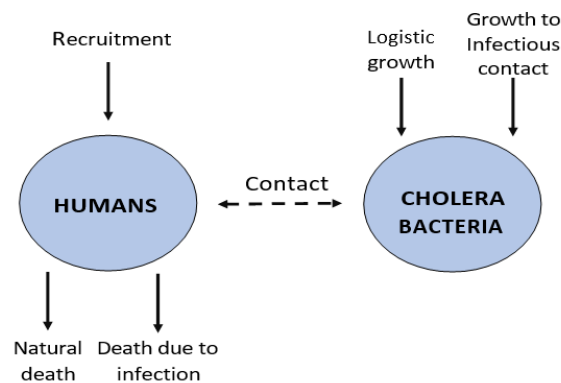 Recruitment
Logistic
growth
Growth to
Infectious
contact
HUMANS
Contact
CHOLERA
BACTERIA
Natural
death
Death due to
infection